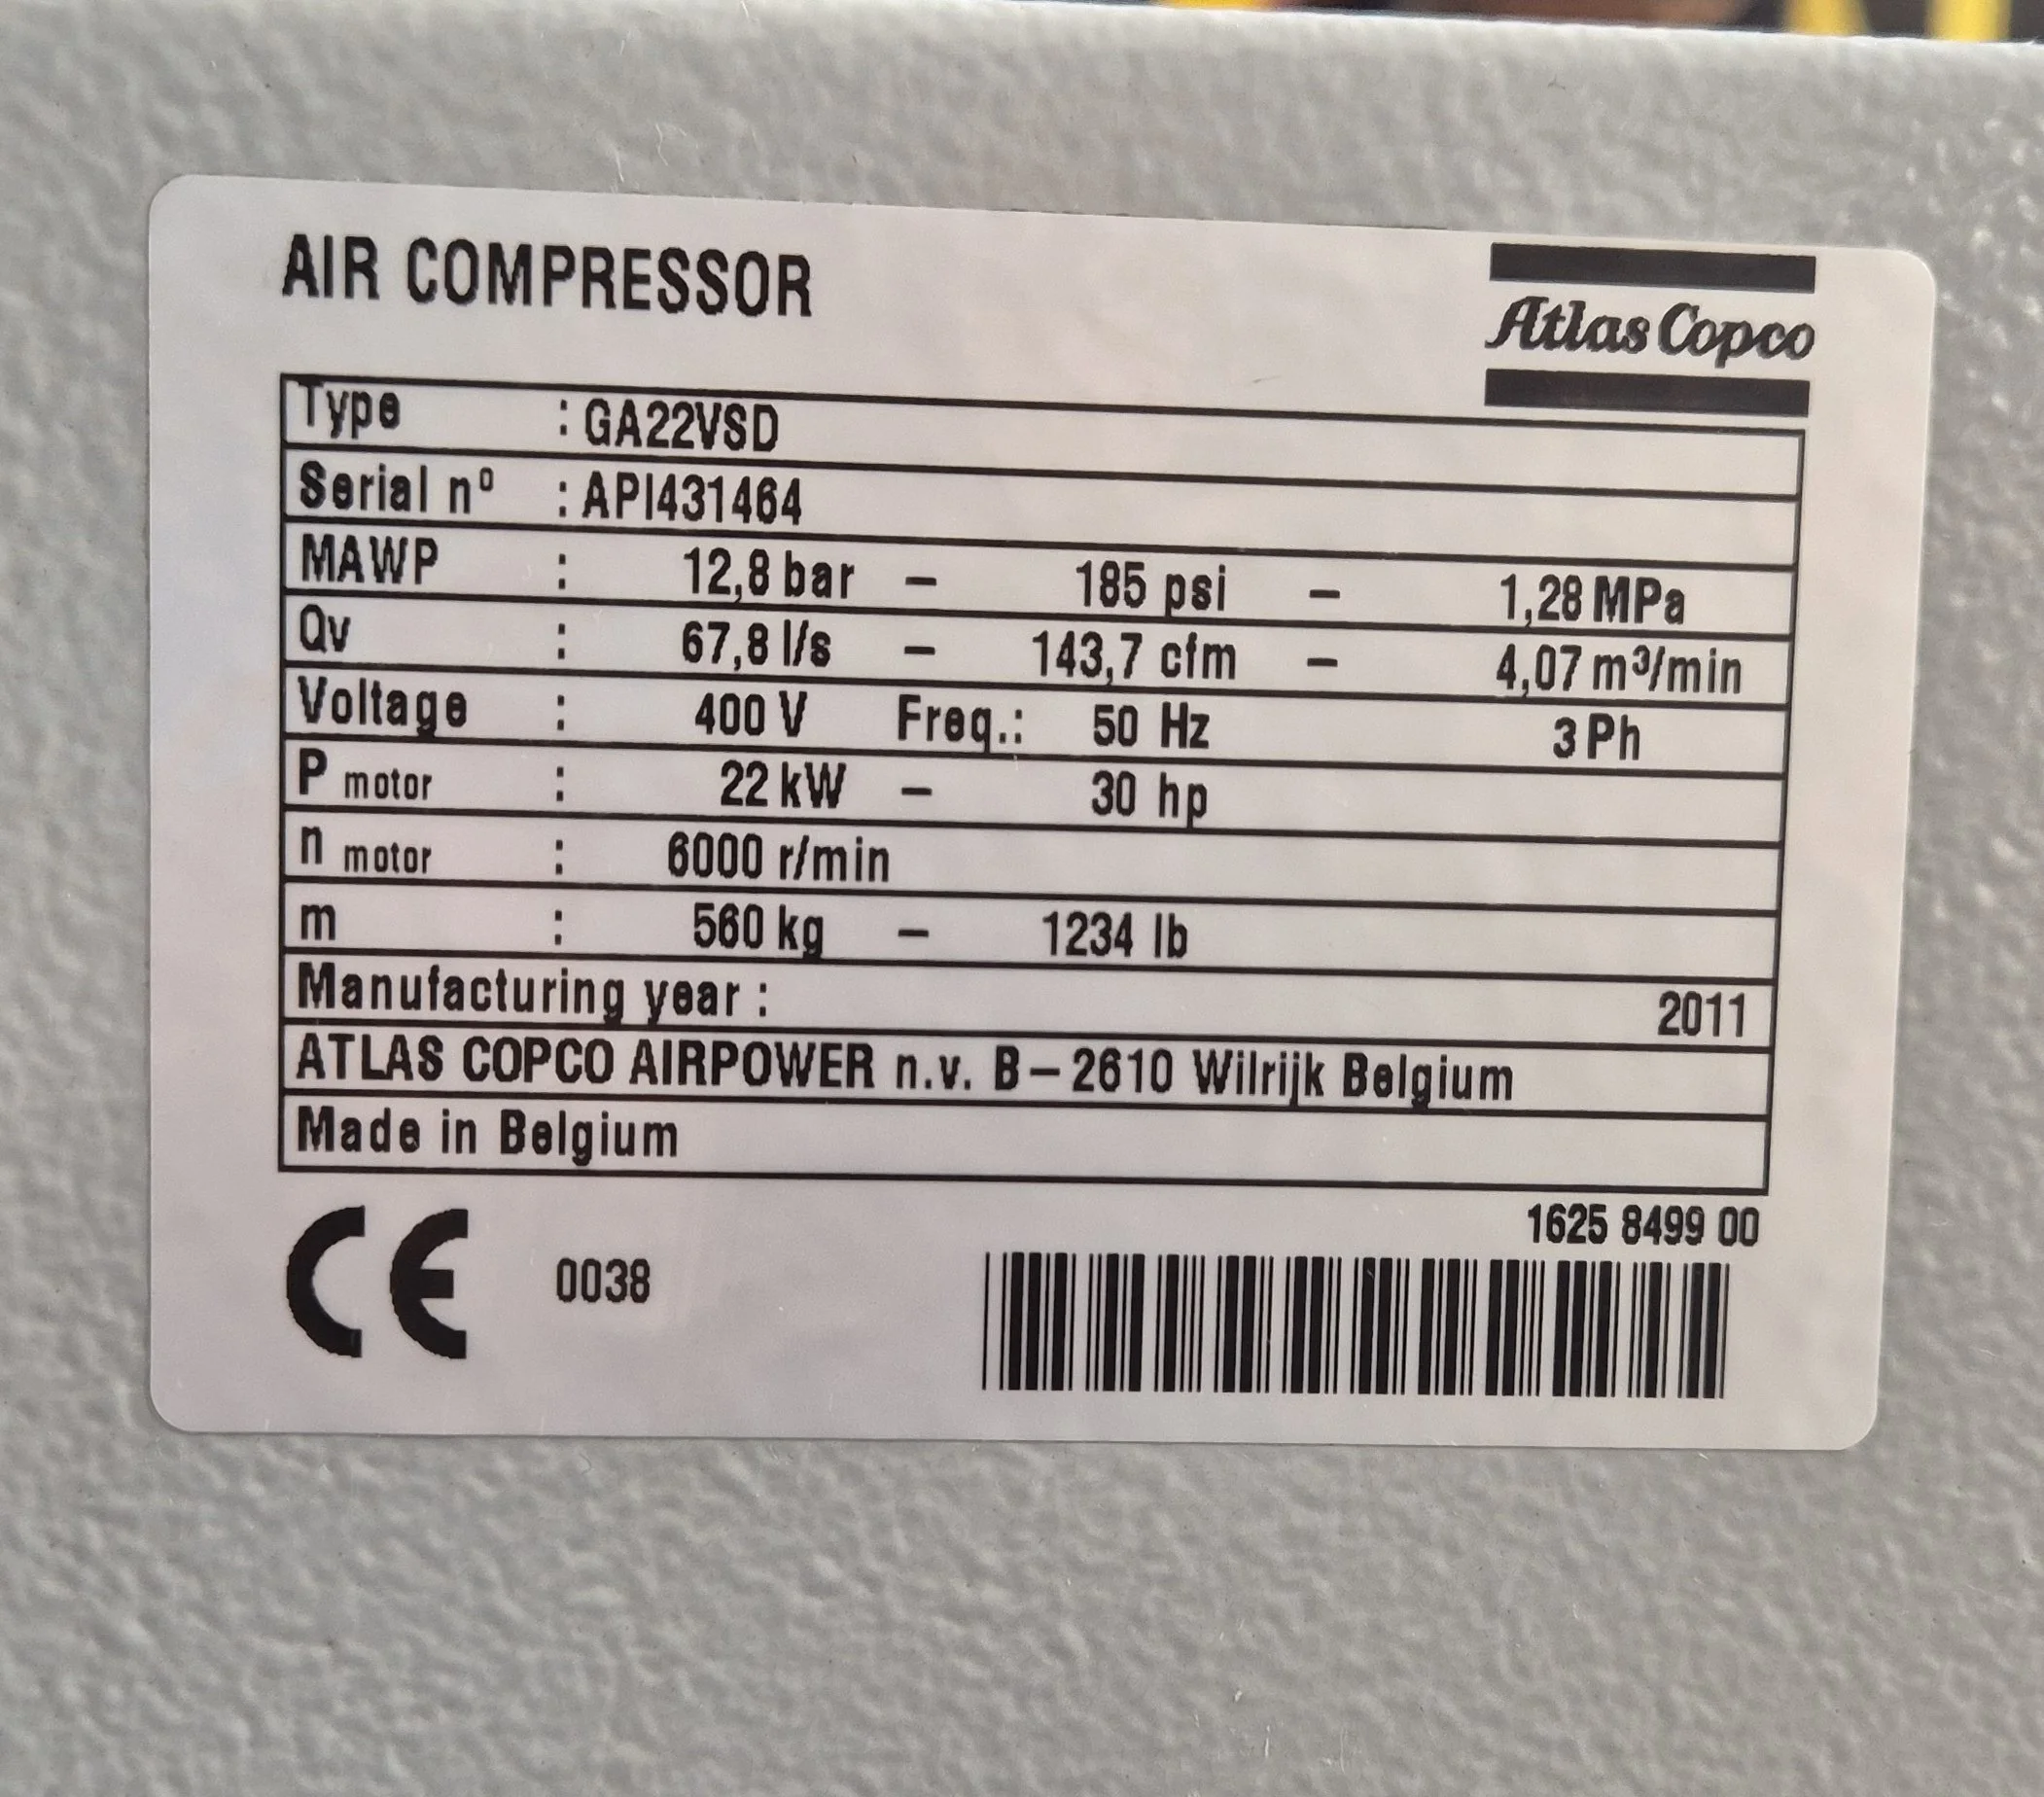 AIR COMPRESSOR
Atlas Copco
Type : GA22VSD
Serial nº : API431464
MAWP : 12,8 bar – 185 psi – 1,28 MPa
Qv : 67,8 l/s – 143,7 cfm – 4,07 m³/min
Voltage : 400 V Freq.: 50 Hz 3 Ph
P motor : 22 kW – 30 hp
n motor : 6000 r/min
m : 560 kg – 1234 lb
Manufacturing year : 2011
ATLAS COPCO AIRPOWER n.v. B – 2610 Wilrijk Belgium
Made in Belgium
1625 8499 00
CE 0038